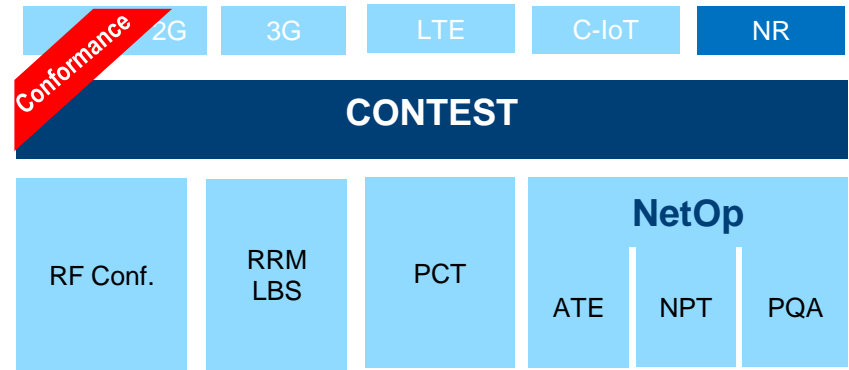 Conformance
2G
3G
LTE
C-IoT
NR
CONTEST
RF Conf.
RRM
LBS
PCT
NetOp
ATE
NPT
PQA